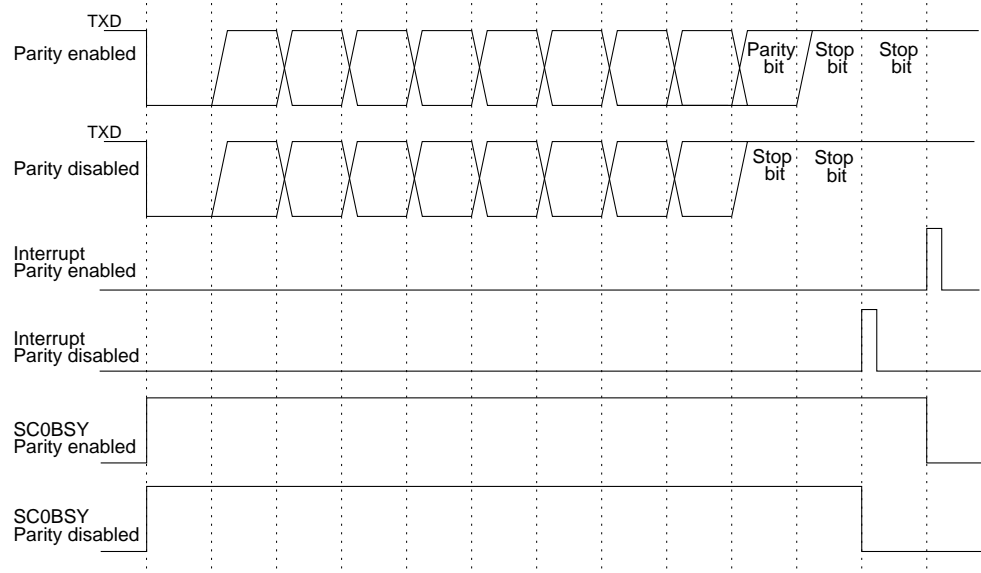 TXD
Parity enabled
Parity bit
Stop bit
Stop bit
TXD
Parity disabled
Stop bit
Stop bit
Interrupt
Parity enabled
Interrupt
Parity disabled
SC0BSY
Parity enabled
SC0BSY
Parity disabled